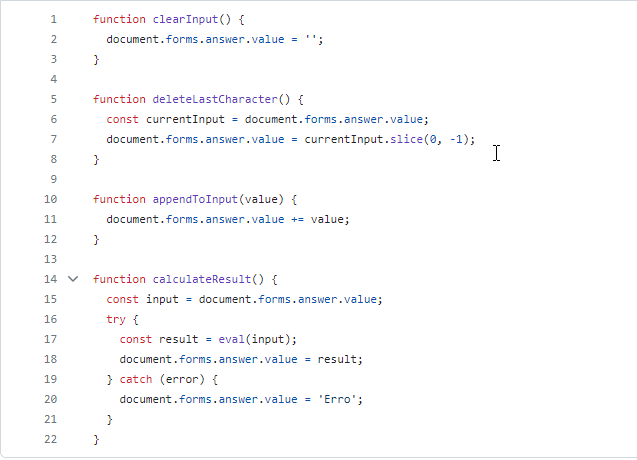 1 function clearInput() {
2   document.forms.answer.value = '';
3 }
4
5 function deleteLastCharacter() {
6   const currentInput = document.forms.answer.value;
7   document.forms.answer.value = currentInput.slice(0, -1);
8 }
9
10 function appendToInput(value) {
11   document.forms.answer.value += value;
12 }
13
14 function calculateResult() {
15   const input = document.forms.answer.value;
16   try {
17     const result = eval(input);
18     document.forms.answer.value = result;
19   } catch (error) {
20     document.forms.answer.value = 'Erro';
21   }
22 }